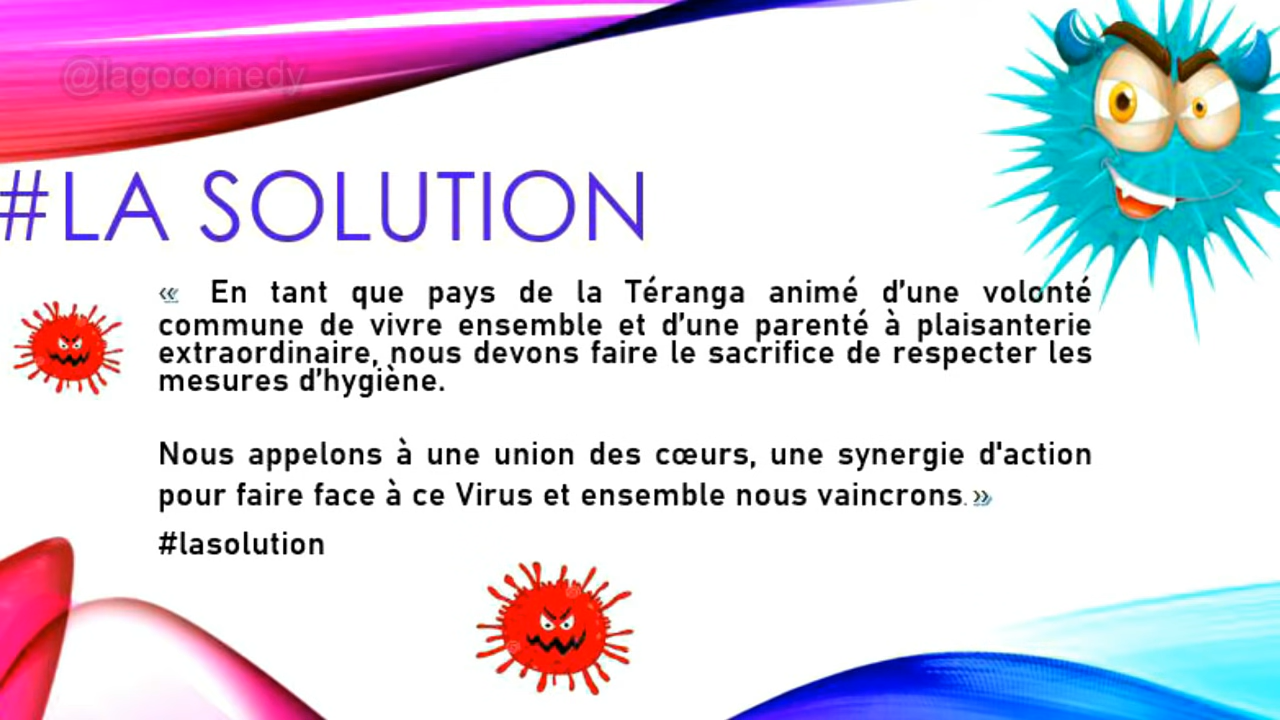 @lagocomedy
#LA SOLUTION
« En tant que pays de la Téranga animé d’une volonté
commune de vivre ensemble et d’une parenté à plaisanterie
extraordinaire, nous devons faire le sacrifice de respecter les
mesures d’hygiène.
Nous appelons à une union des cœurs, une synergie d'action
pour faire face à ce Virus et ensemble nous vaincrons. »
#lasolution